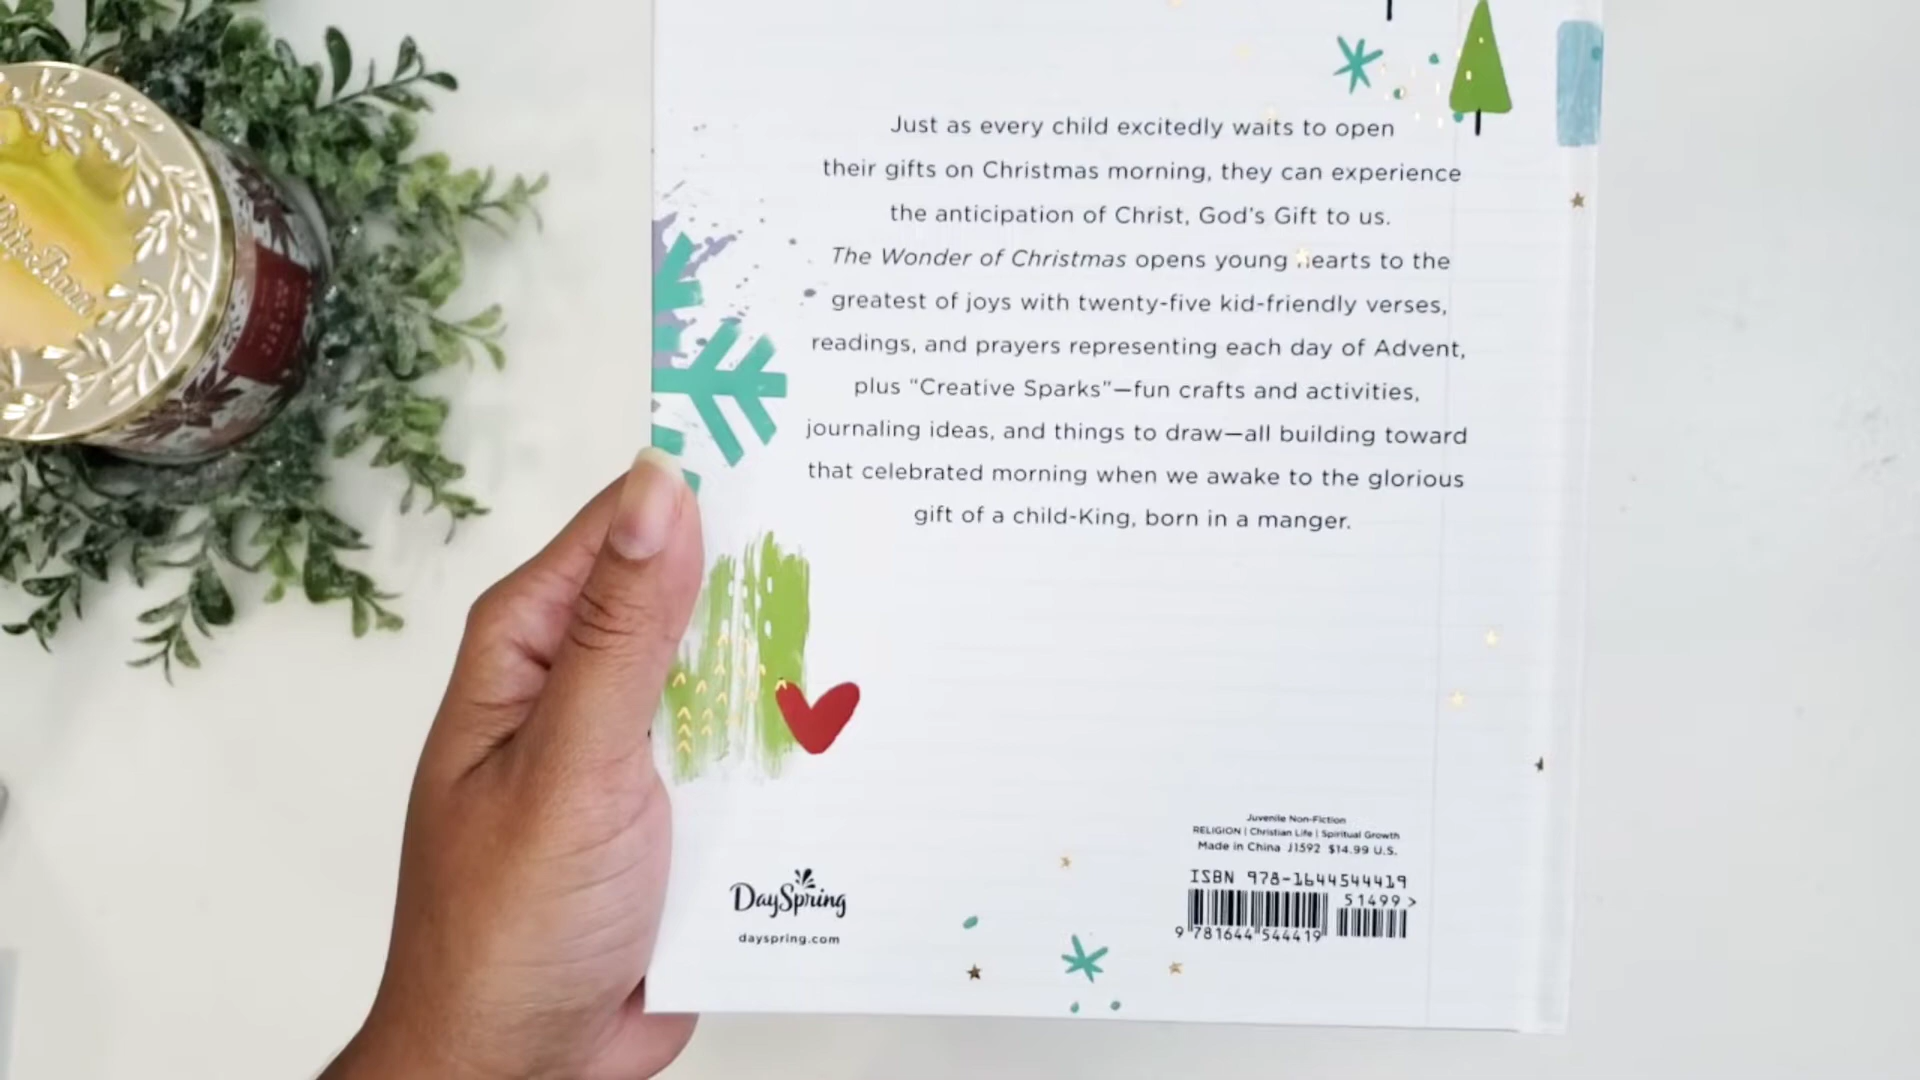 Just as every child excitedly waits to open
their gifts on Christmas morning, they can experience
the anticipation of Christ, God's Gift to us.
The Wonder of Christmas opens young hearts to the
greatest of joys with twenty-five kid-friendly verses,
readings, and prayers representing each day of Advent,
plus “Creative Sparks”—fun crafts and activities,
journaling ideas, and things to draw—all building toward
that celebrated morning when we awake to the glorious
gift of a child-King, born in a manger.
Juvenile Non-Fiction
RELIGION | Christian Life | Spiritual Growth
Made in China J1592 $14.99 U.S.
ISBN 978-1644544419
51499 >
9 781644 544419
DaySpring
dayspring.com